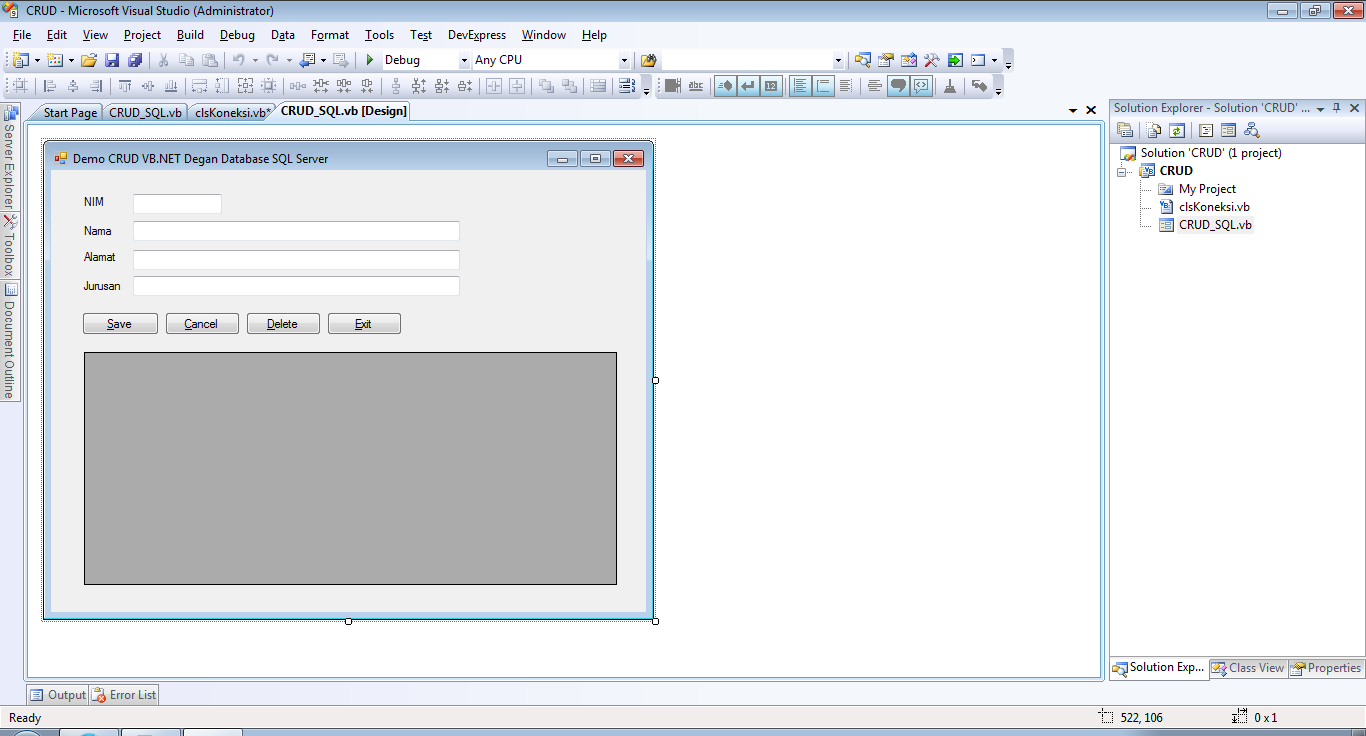 CRUD - Microsoft Visual Studio (Administrator)
File Edit View Project Build Debug Data Format Tools Test DevExpress Window Help
Debug Any CPU
abc 12
Start Page CRUD_SQL.vb clsKoneksi.vb* CRUD_SQL.vb [Design]
Solution Explorer - Solution 'CRUD' ...
Server Explorer
Toolbox
Document Outline
Demo CRUD VB.NET Degan Database SQL Server
NIM
Nama
Alamat
Jurusan
Save Cancel Delete Exit
Solution 'CRUD' (1 project)
CRUD
My Project
clsKoneksi.vb
CRUD_SQL.vb
Solution Exp... Class View Properties
Output Error List
Ready 522, 106 0 x 1